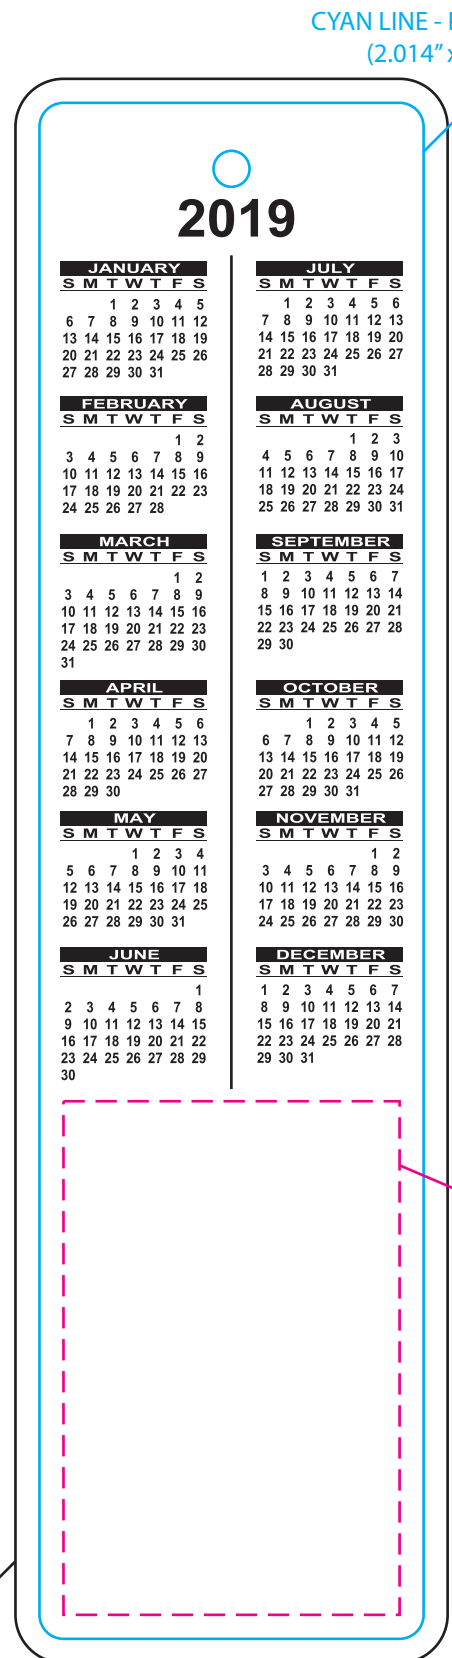 CYAN LINE -
(2.014”
2019
JANUARY
S M T W T F S
1 2 3 4 5
6 7 8 9 10 11 12
13 14 15 16 17 18 19
20 21 22 23 24 25 26
27 28 29 30 31
FEBRUARY
S M T W T F S
1 2
3 4 5 6 7 8 9
10 11 12 13 14 15 16
17 18 19 20 21 22 23
24 25 26 27 28
MARCH
S M T W T F S
1 2
3 4 5 6 7 8 9
10 11 12 13 14 15 16
17 18 19 20 21 22 23
24 25 26 27 28 29 30
31
APRIL
S M T W T F S
1 2 3 4 5 6
7 8 9 10 11 12 13
14 15 16 17 18 19 20
21 22 23 24 25 26 27
28 29 30
MAY
S M T W T F S
1 2 3 4
5 6 7 8 9 10 11
12 13 14 15 16 17 18
19 20 21 22 23 24 25
26 27 28 29 30 31
JUNE
S M T W T F S
1
2 3 4 5 6 7 8
9 10 11 12 13 14 15
16 17 18 19 20 21 22
23 24 25 26 27 28 29
30
JULY
S M T W T F S
1 2 3 4 5 6
7 8 9 10 11 12 13
14 15 16 17 18 19 20
21 22 23 24 25 26 27
28 29 30 31
AUGUST
S M T W T F S
1 2 3
4 5 6 7 8 9 10
11 12 13 14 15 16 17
18 19 20 21 22 23 24
25 26 27 28 29 30 31
SEPTEMBER
S M T W T F S
1 2 3 4 5 6 7
8 9 10 11 12 13 14
15 16 17 18 19 20 21
22 23 24 25 26 27 28
29 30
OCTOBER
S M T W T F S
1 2 3 4 5
6 7 8 9 10 11 12
13 14 15 16 17 18 19
20 21 22 23 24 25 26
27 28 29 30 31
NOVEMBER
S M T W T F S
1 2
3 4 5 6 7 8 9
10 11 12 13 14 15 16
17 18 19 20 21 22 23
24 25 26 27 28 29 30
DECEMBER
S M T W T F S
1 2 3 4 5 6 7
8 9 10 11 12 13 14
15 16 17 18 19 20 21
22 23 24 25 26 27 28
29 30 31